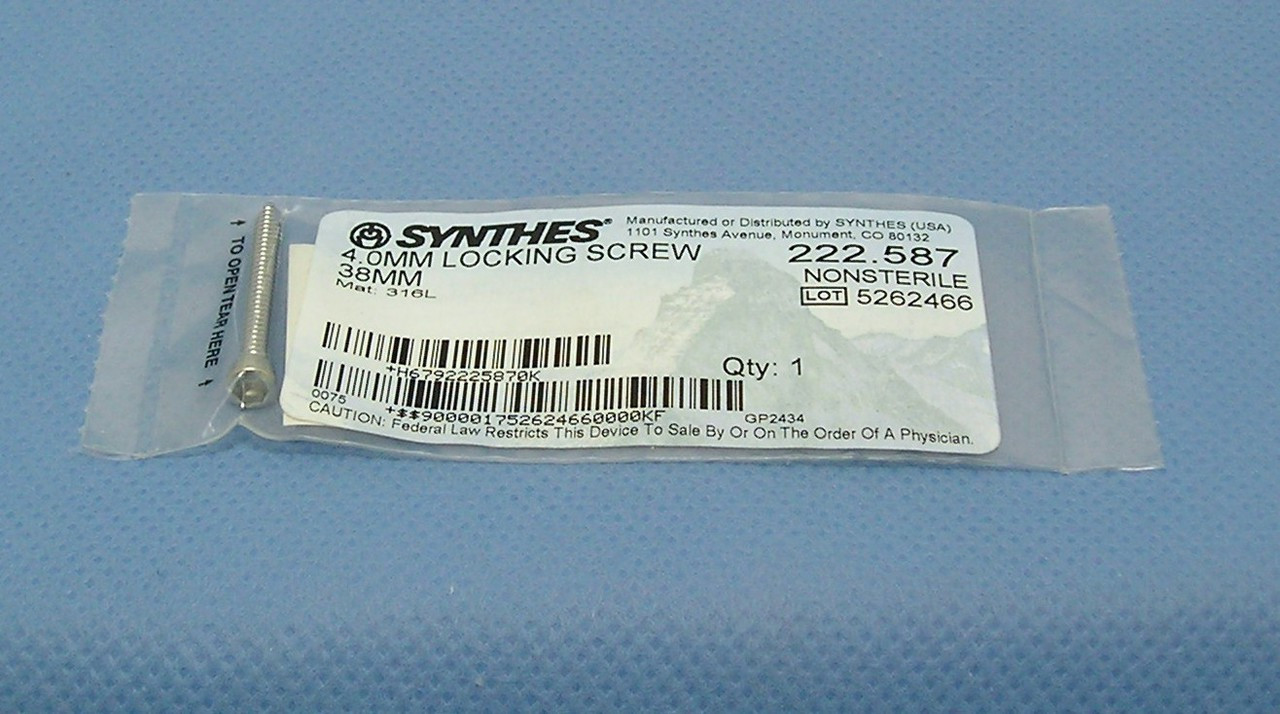 ↑ TO OPEN TEAR HERE ↑
SYNTHES®
Manufactured or Distributed by SYNTHES (USA)
1101 Synthes Avenue, Monument, CO 80132
4.0MM LOCKING SCREW
222.587
38MM
NONSTERILE
Mat: 316L
LOT 5262466
Qty: 1
+H6792225870K
0075
+$$9000017526246600000KF
GP2434
CAUTION: Federal Law Restricts This Device To Sale By Or On The Order Of A Physician.